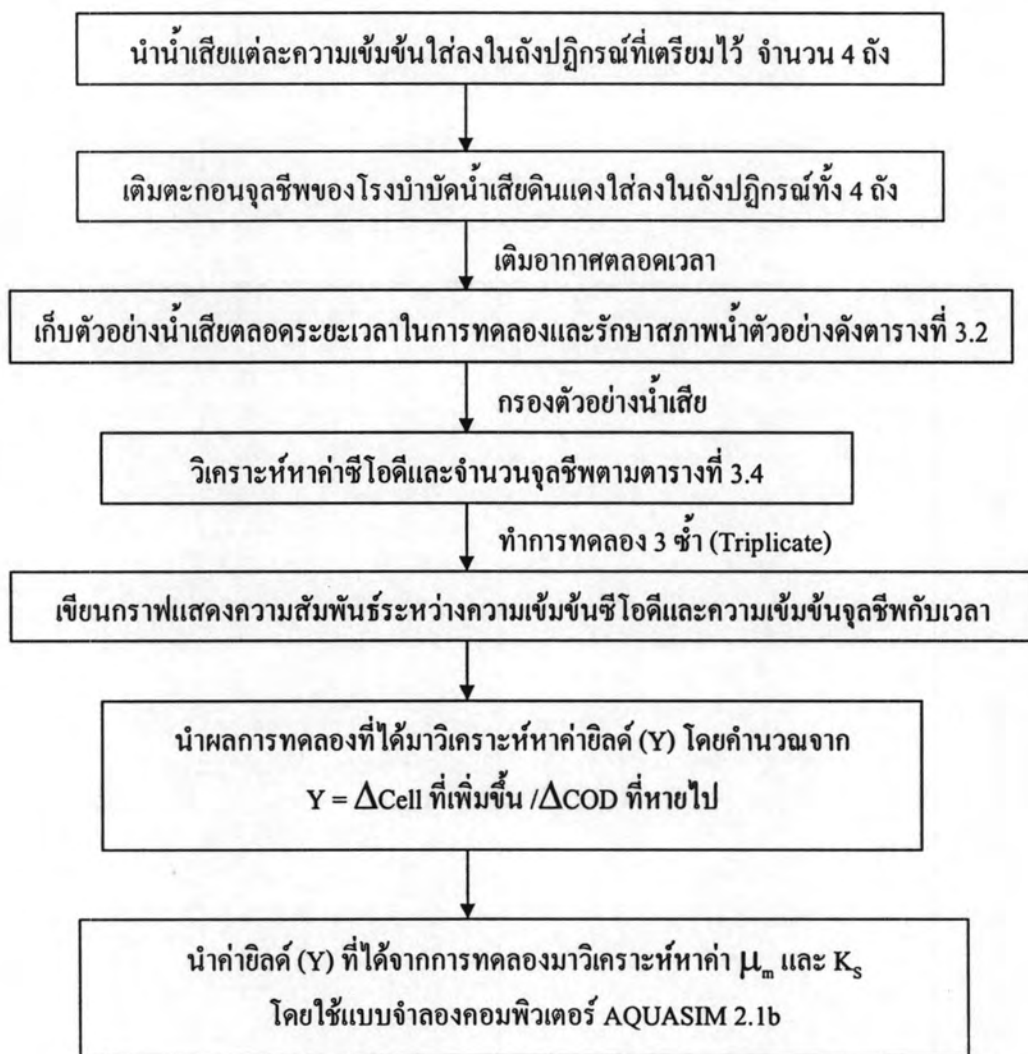 นำน้ำเสียแต่ละความเข้มข้นใส่ลงในถังปฏิกรณ์ที่เตรียมไว้ จำนวน 4 ถัง
เติมตะกอนจุลชีพของโรงบำบัดน้ำเสียดินแดงใส่ลงในถังปฏิกรณ์ทั้ง 4 ถัง
เติมอากาศตลอดเวลา
เก็บตัวอย่างน้ำเสียตลอดระยะเวลาในการทดลองและรักษาสภาพน้ำตัวอย่างดังตารางที่ 3.2
กรองตัวอย่างน้ำเสีย
วิเคราะห์หาค่าซีโอดีและจำนวนจุลชีพตามตารางที่ 3.4
ทำการทดลอง 3 ซ้ำ (Triplicate)
เขียนกราฟแสดงความสัมพันธ์ระหว่างความเข้มข้นซีโอดีและความเข้มข้นจุลชีพกับเวลา
นำผลการทดลองที่ได้มาวิเคราะห์หาค่ายิลด์ (Y) โดยคำนวณจาก
Y = ΔCell ที่เพิ่มขึ้น /ΔCOD ที่หายไป
นำค่ายิลด์ (Y) ที่ได้จากการทดลองมาวิเคราะห์หาค่า μₘ และ Kₛ
โดยใช้แบบจำลองคอมพิวเตอร์ AQUASIM 2.1b